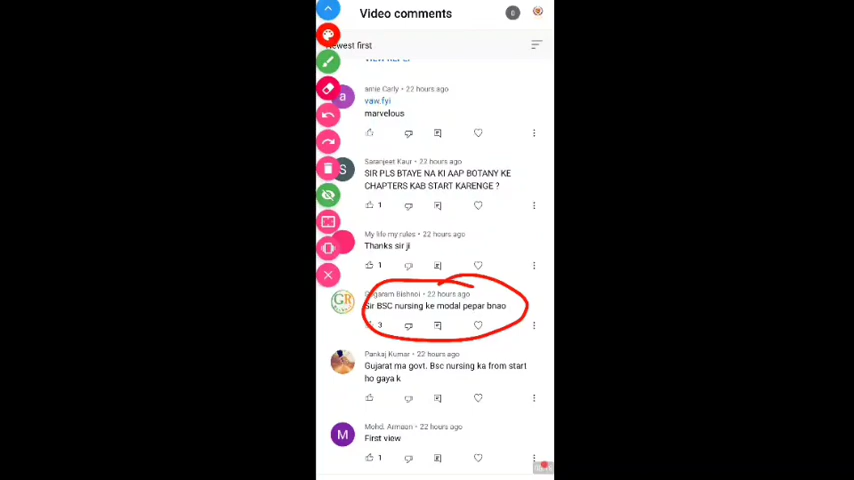 Video comments
0
ewest first
amie Carly • 22 hours ago
vaw.fyi
a
marvelous
Saranjeet Kaur • 22 hours ago
S
SIR PLS BTAYE NA KI AAP BOTANY KE
CHAPTERS KAB START KARENGE ?
1
My life my rules • 22 hours ago
Thanks sir ji
1
Bishnoi • 22 hours ago
GR
Sir BSC nursing ke modal pepar bnao
3
Pankaj Kumar • 22 hours ago
Gujarat ma govt. Bsc nursing ka from start
ho gaya k
Mohd. Armaan • 22 hours ago
M
First view
1